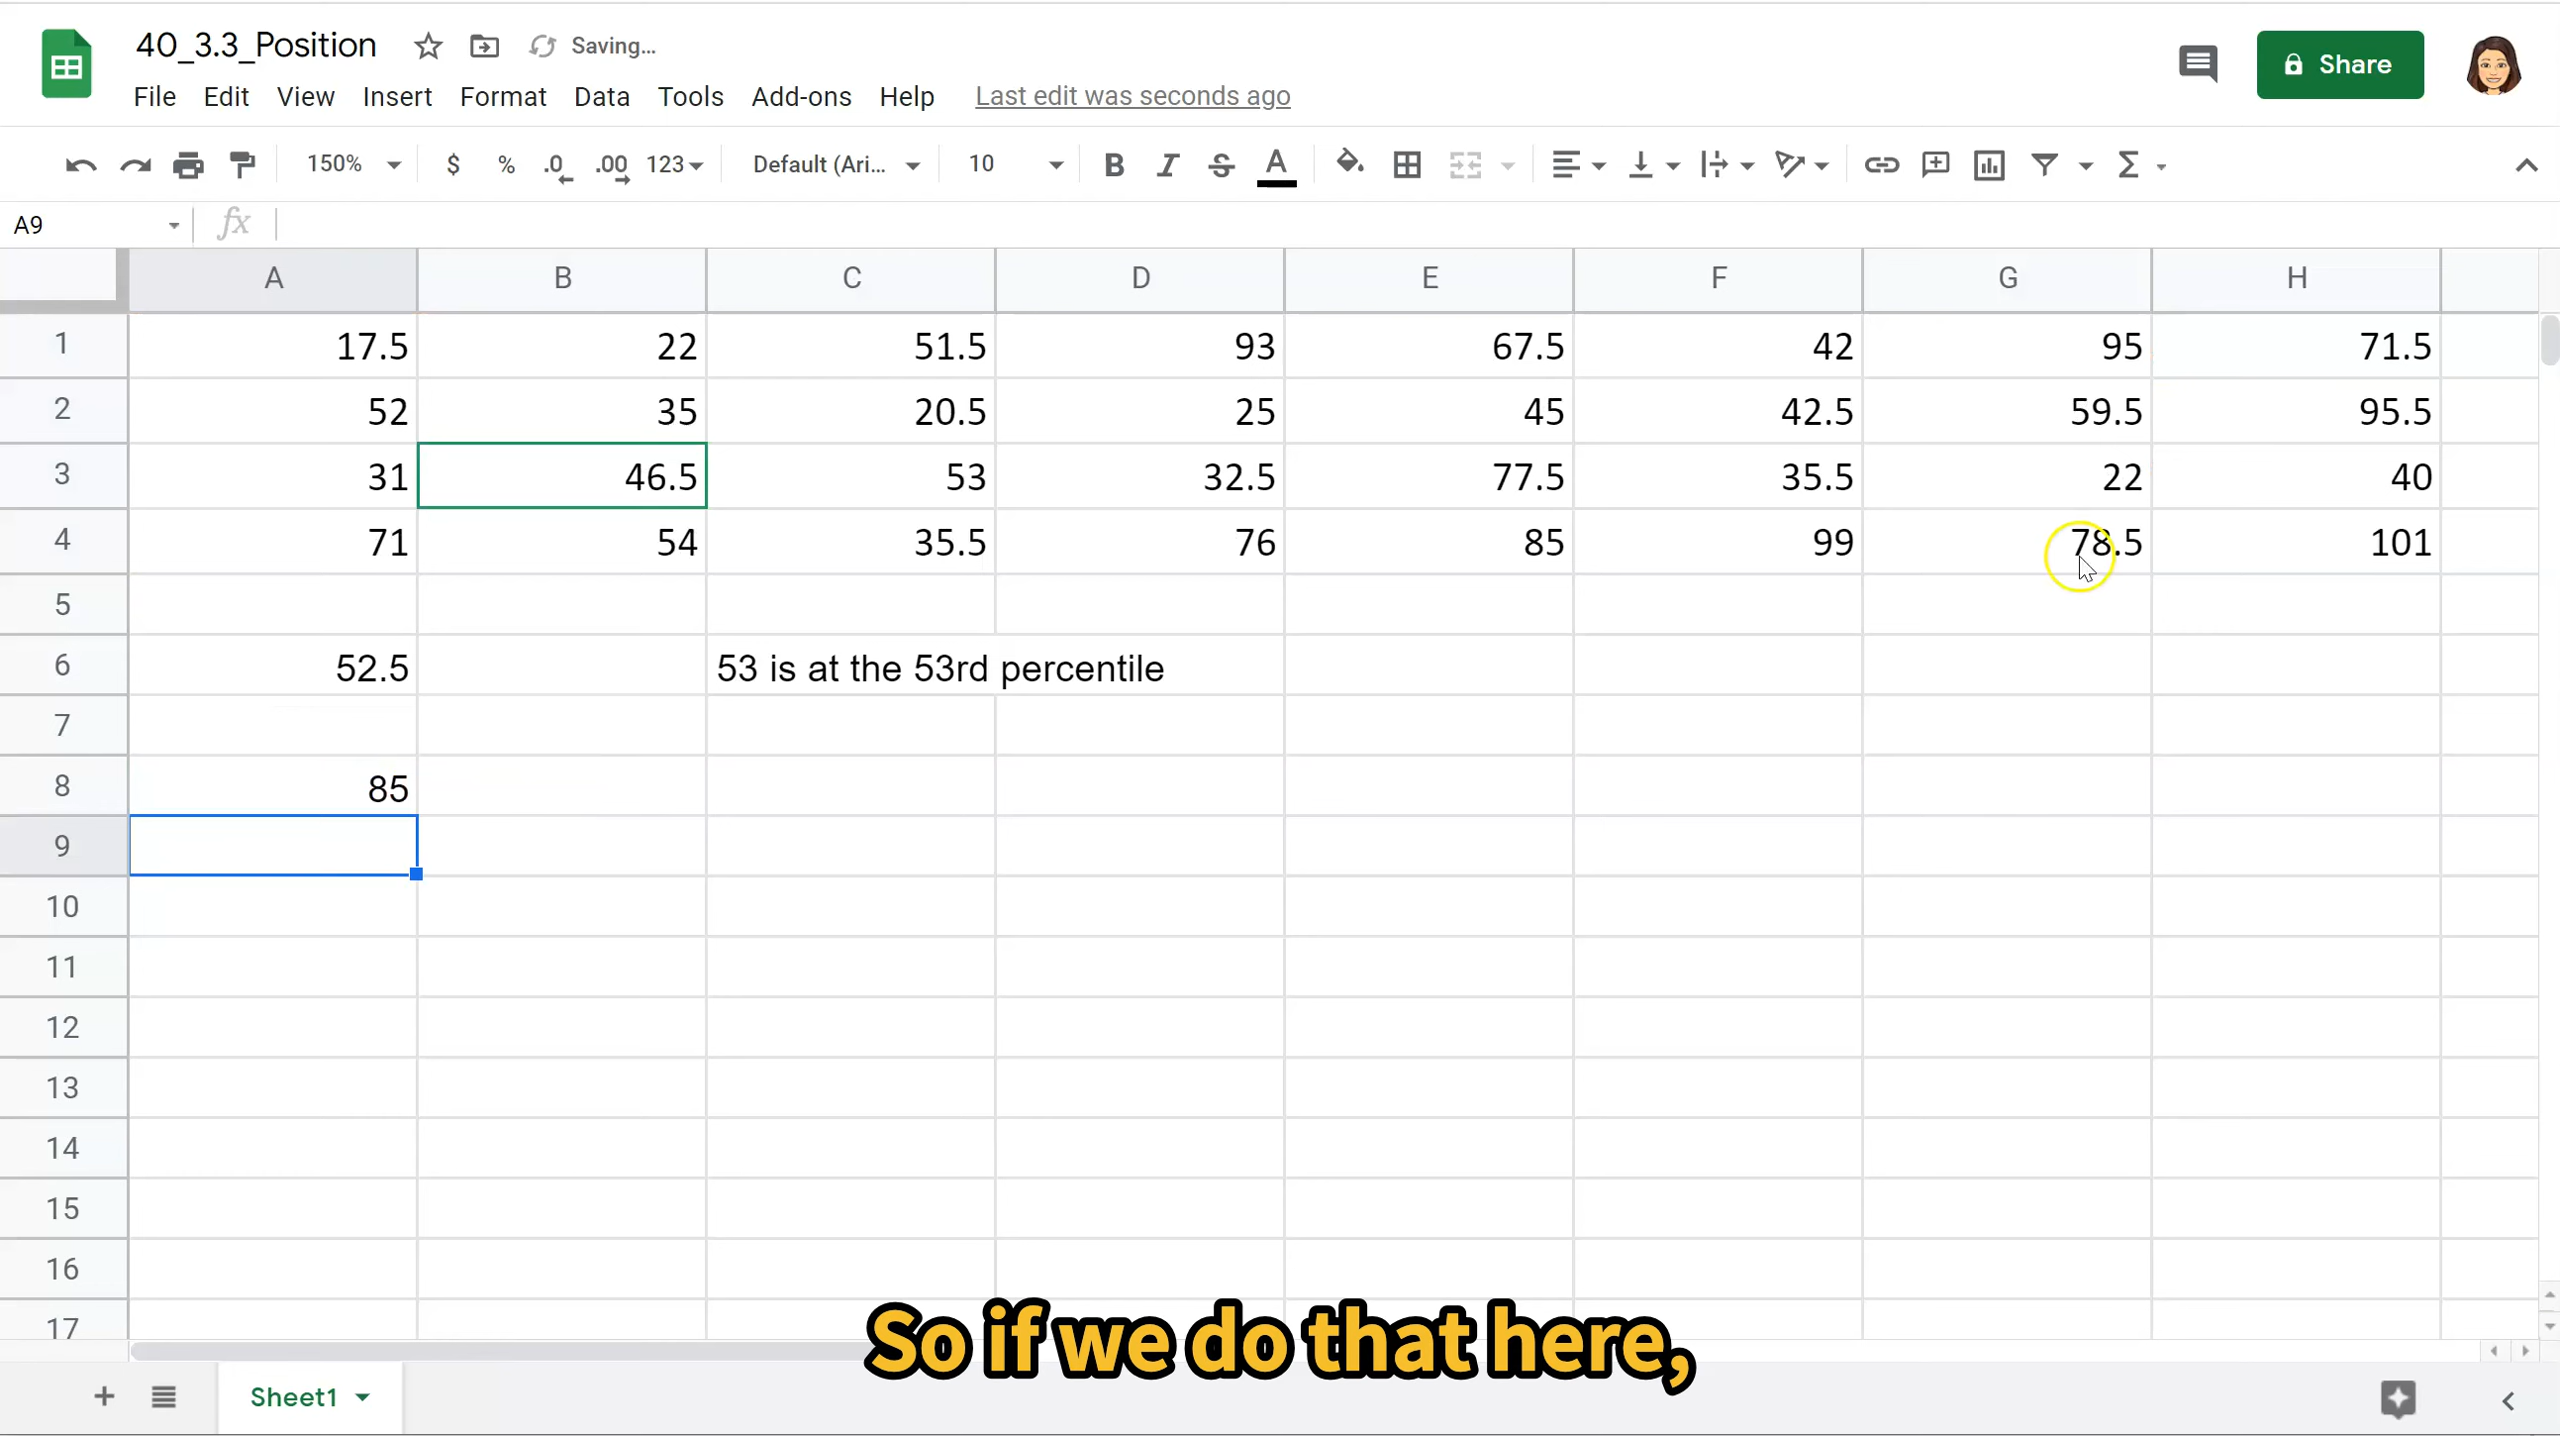 40_3.3_Position Saving...
File Edit View Insert Format Data Tools Add-ons Help Last edit was seconds ago
Share
150% $ % .0 .00 123 Default (Ari... 10 B I S A Σ
A9 fx
A B C D E F G H
1 17.5 22 51.5 93 67.5 42 95 71.5
2 52 35 20.5 25 45 42.5 59.5 95.5
3 31 46.5 53 32.5 77.5 35.5 22 40
4 71 54 35.5 76 85 99 78.5 101
5
6 52.5 53 is at the 53rd percentile
7
8 85
9
10
11
12
13
14
15
16
17
So if we do that here,
Sheet1